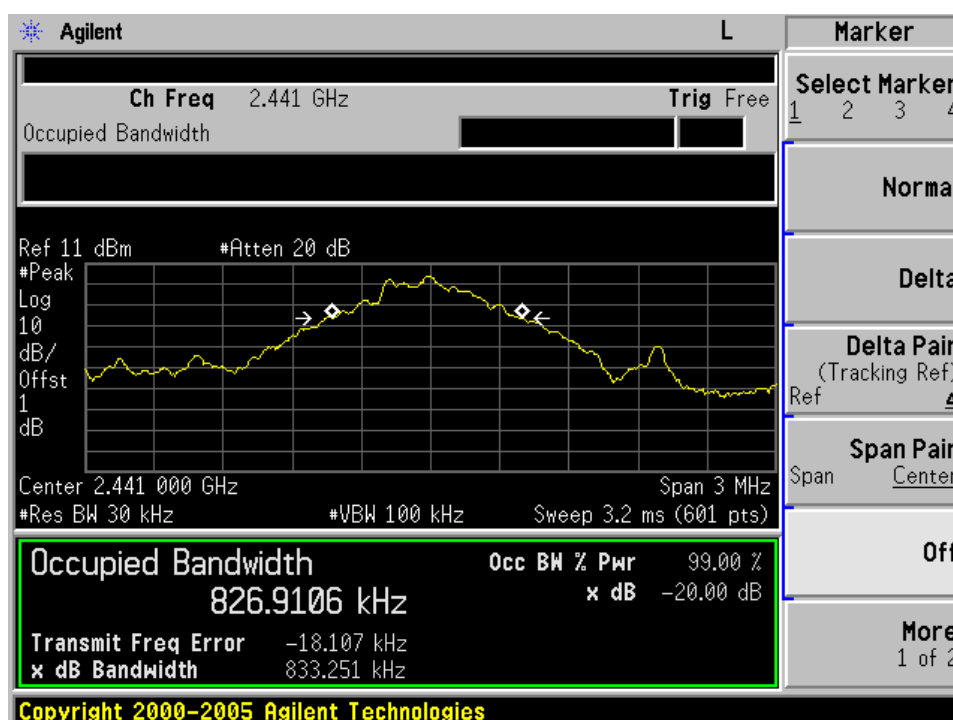 Agilent L Marker
Ch Freq 2.441 GHz Trig Free
Occupied Bandwidth
Select Marker
1 2 3 4
Norma
Delta
Delta Pair
(Tracking Ref)
Ref
Span Pair
Span Center
Off
More
1 of 2
Ref 11 dBm #Atten 20 dB
#Peak
Log
10
dB/
Offst
1
dB
Center 2.441 000 GHz Span 3 MHz
#Res BW 30 kHz #VBW 100 kHz Sweep 3.2 ms (601 pts)
Occupied Bandwidth
826.9106 kHz
Occ BW % Pwr 99.00 %
x dB -20.00 dB
Transmit Freq Error -18.107 kHz
x dB Bandwidth 833.251 kHz
Copyright 2000-2005 Agilent Technologies